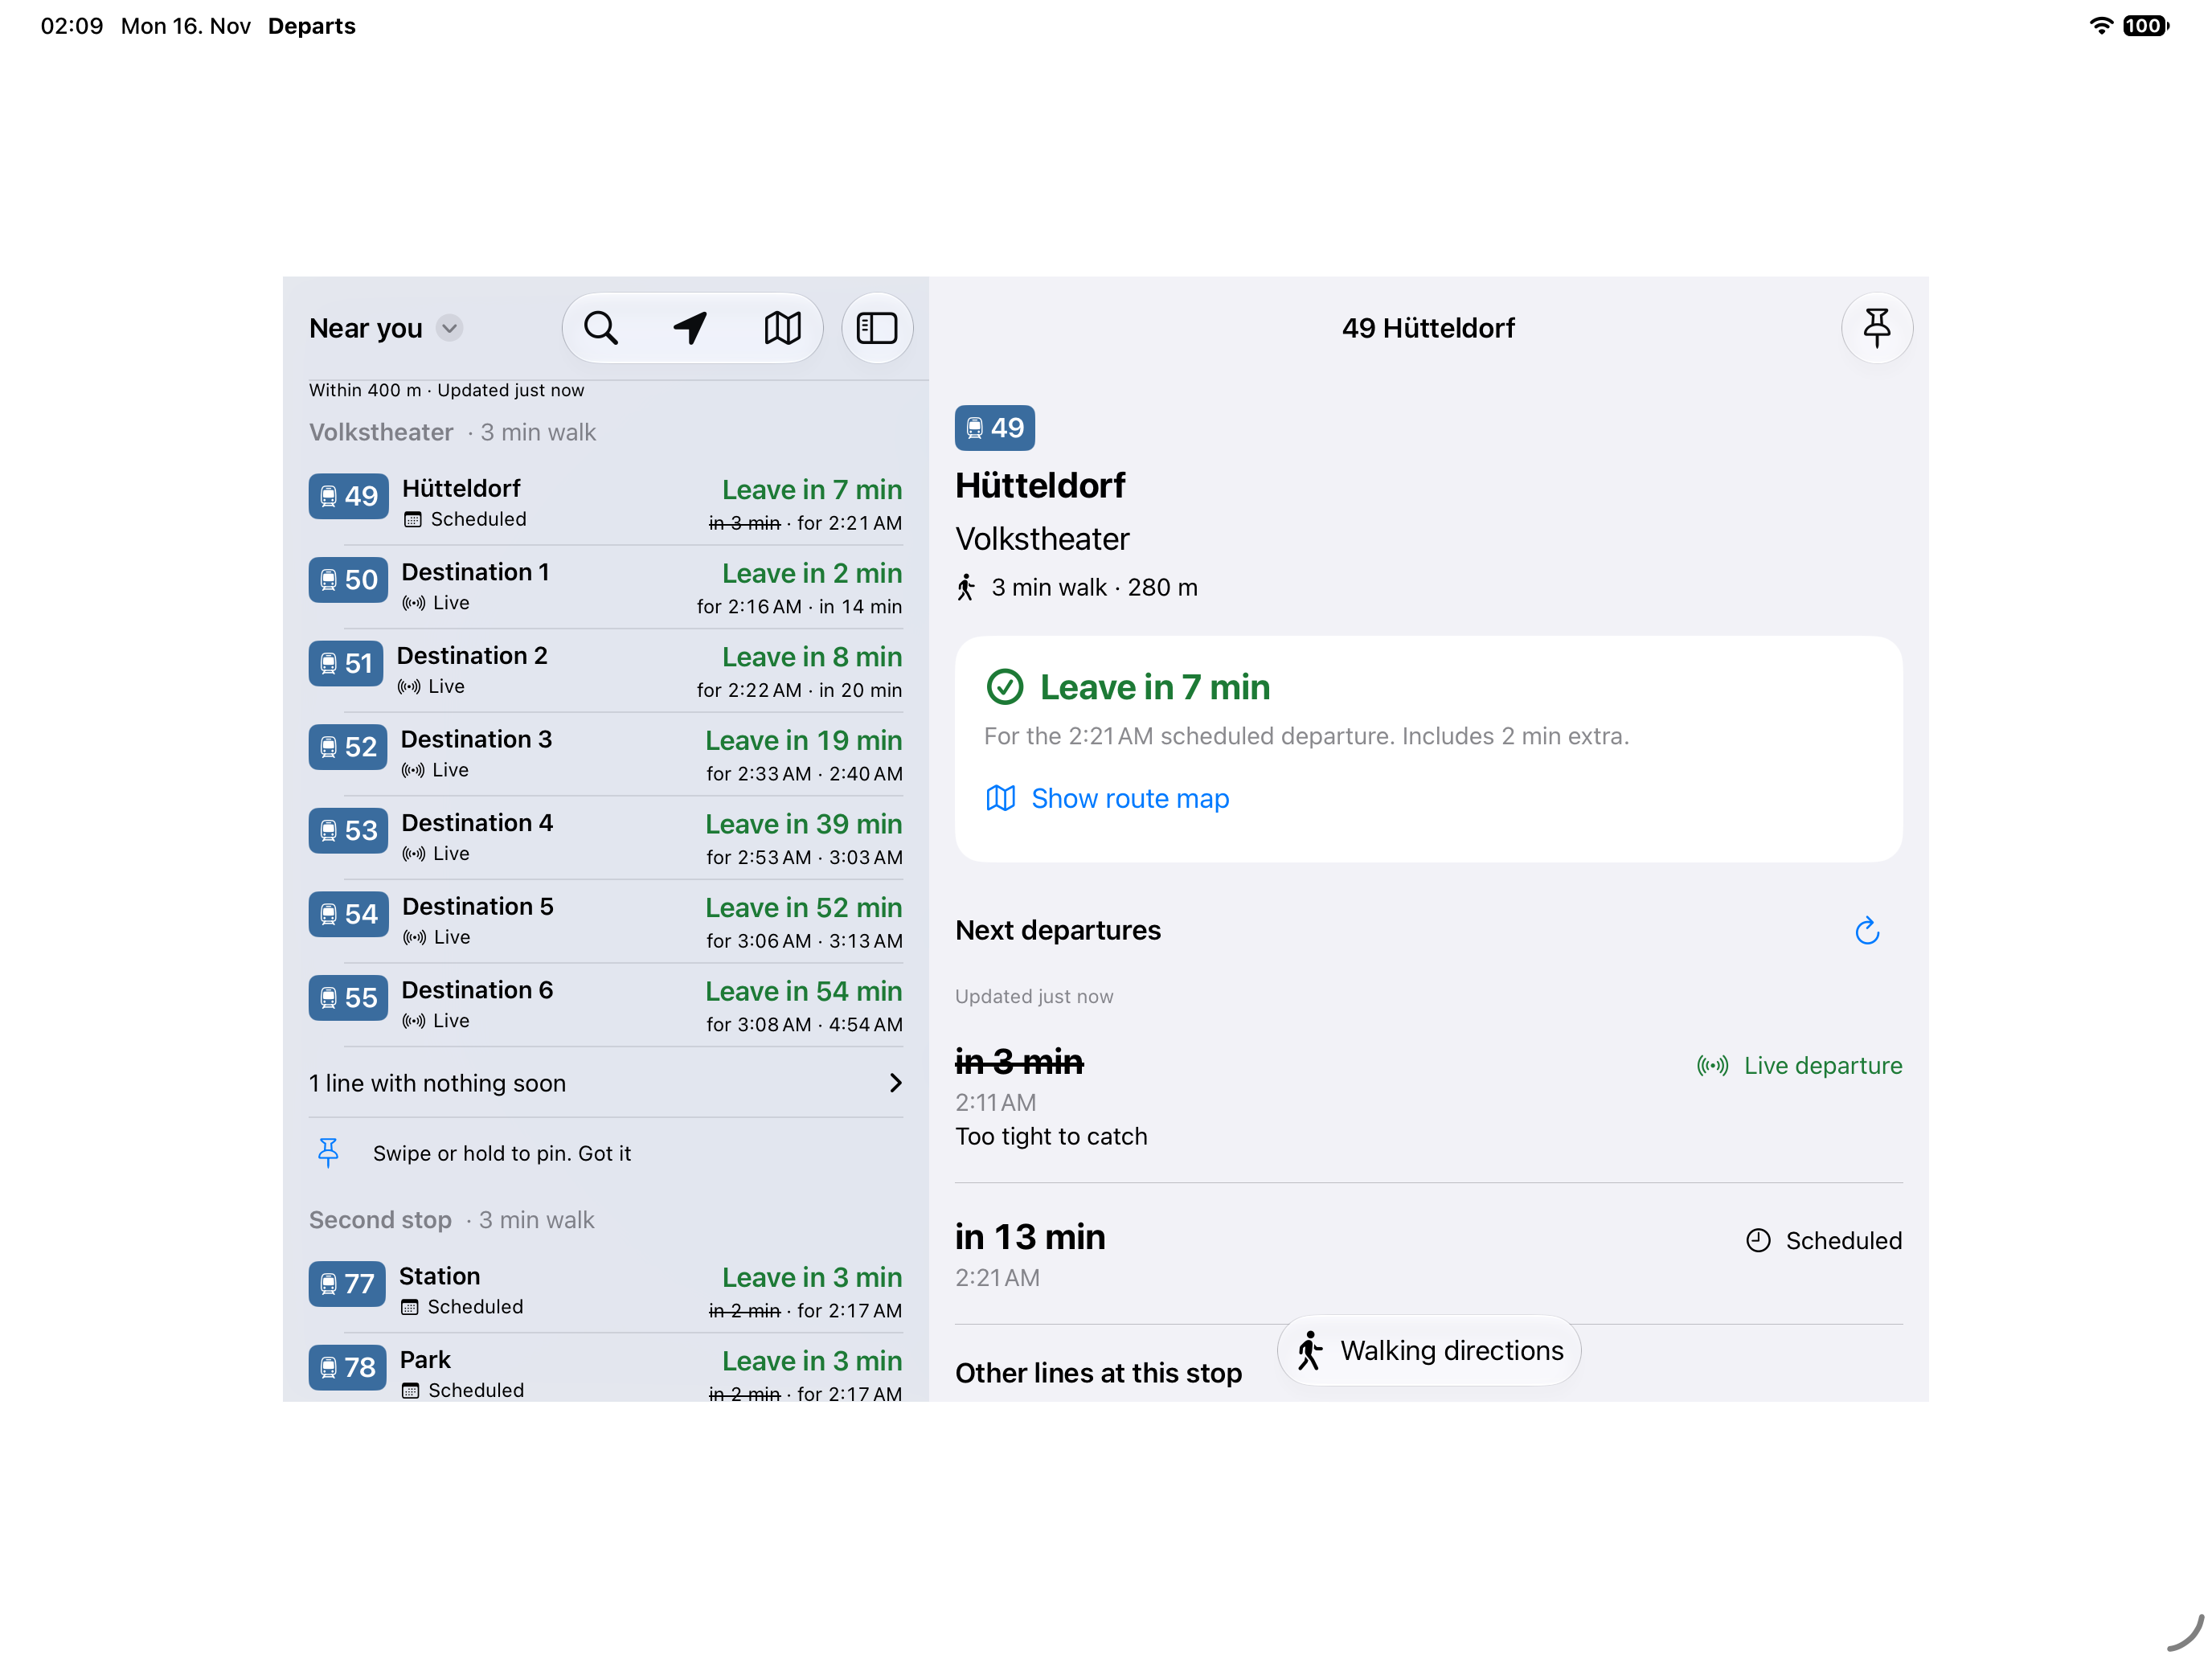 02:09 Mon 16. Nov Departs
100
Near you
Within 400 m · Updated just now
Volkstheater · 3 min walk
49 Hütteldorf Leave in 7 min
Scheduled in 3 min · for 2:21 AM
50 Destination 1 Leave in 2 min
Live for 2:16 AM · in 14 min
51 Destination 2 Leave in 8 min
Live for 2:22 AM · in 20 min
52 Destination 3 Leave in 19 min
Live for 2:33 AM · 2:40 AM
53 Destination 4 Leave in 39 min
Live for 2:53 AM · 3:03 AM
54 Destination 5 Leave in 52 min
Live for 3:06 AM · 3:13 AM
55 Destination 6 Leave in 54 min
Live for 3:08 AM · 4:54 AM
1 line with nothing soon
Swipe or hold to pin. Got it
Second stop · 3 min walk
77 Station Leave in 3 min
Scheduled in 2 min · for 2:17 AM
78 Park Leave in 3 min
Scheduled in 2 min · for 2:17 AM
49 Hütteldorf
49
Hütteldorf
Volkstheater
3 min walk · 280 m
Leave in 7 min
For the 2:21 AM scheduled departure. Includes 2 min extra.
Show route map
Next departures
Updated just now
in 3 min
Live departure
2:11 AM
Too tight to catch
in 13 min
Scheduled
2:21 AM
Walking directions
Other lines at this stop